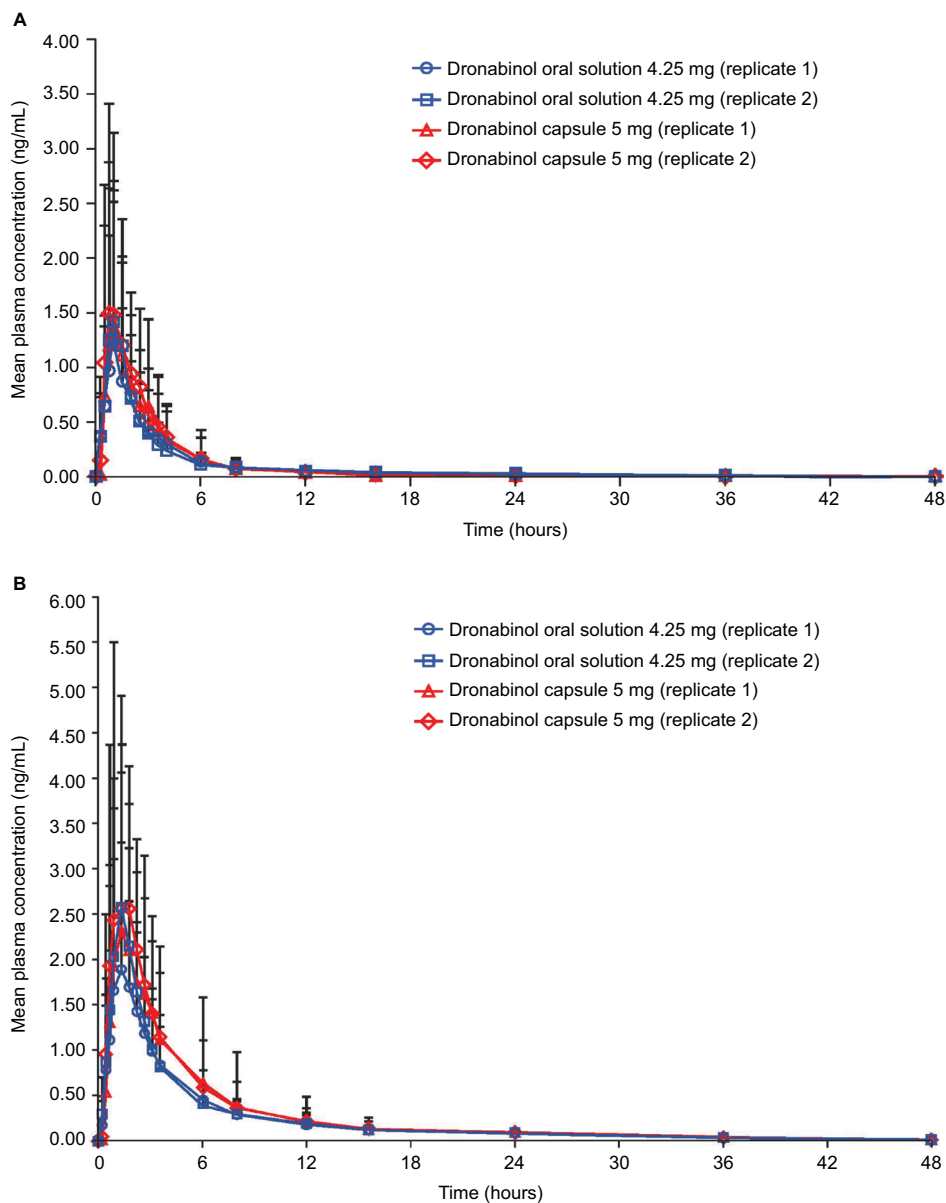 A
4.00
3.50
3.00
2.50
2.00
1.50
1.00
0.50
0.00
Mean plasma concentration (ng/mL)
Dronabinol oral solution 4.25 mg (replicate 1)
Dronabinol oral solution 4.25 mg (replicate 2)
Dronabinol capsule 5 mg (replicate 1)
Dronabinol capsule 5 mg (replicate 2)
0 6 12 18 24 30 36 42 48
Time (hours)
B
6.00
5.50
5.00
4.50
4.00
3.50
3.00
2.50
2.00
1.50
1.00
0.50
0.00
Mean plasma concentration (ng/mL)
Dronabinol oral solution 4.25 mg (replicate 1)
Dronabinol oral solution 4.25 mg (replicate 2)
Dronabinol capsule 5 mg (replicate 1)
Dronabinol capsule 5 mg (replicate 2)
0 6 12 18 24 30 36 42 48
Time (hours)